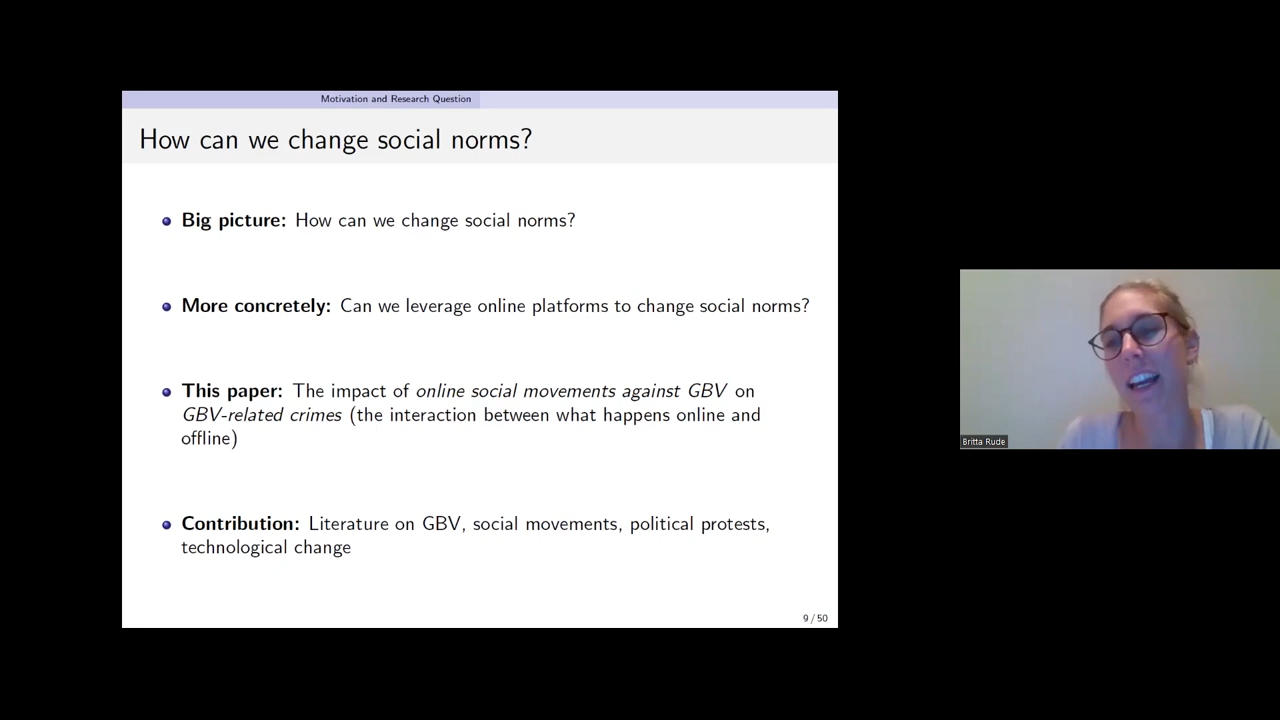 Motivation and Research Question
How can we change social norms?
Big picture: How can we change social norms?
More concretely: Can we leverage online platforms to change social norms?
This paper: The impact of online social movements against GBV on
GBV-related crimes (the interaction between what happens online and
offline)
Contribution: Literature on GBV, social movements, political protests,
technological change
9 / 50
Britta Rude